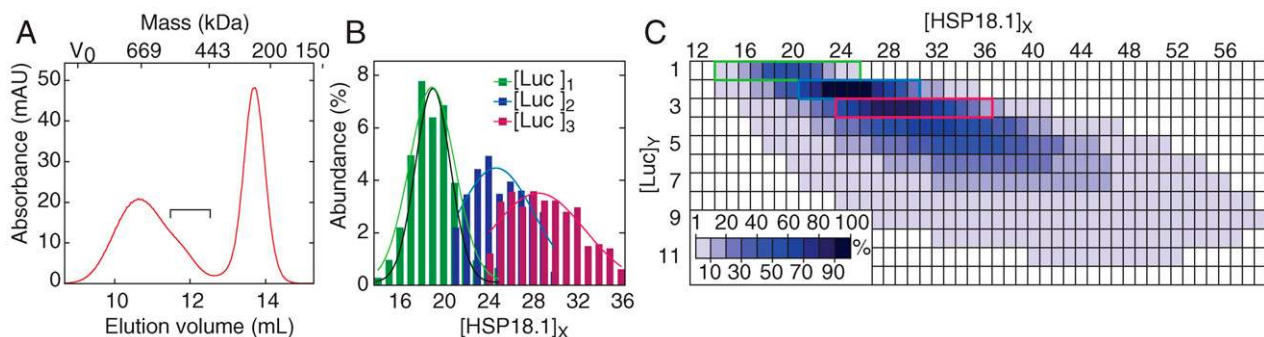 A
Mass (kDa)
V0 669 443 200 150
Absorbance (mAU)
50
40
30
20
10
0
10 12 14
Elution volume (mL)
B
[Luc ]1
[Luc ]2
[Luc ]3
Abundance (%)
8
6
4
2
0
16 20 24 28 32 36
[HSP18.1]X
C
[HSP18.1]X
12 16 20 24 28 32 36 40 44 48 52 56
[Luc]Y
1
3
5
7
9
11
1 20 40 60 80 100
%
10 30 50 70 90